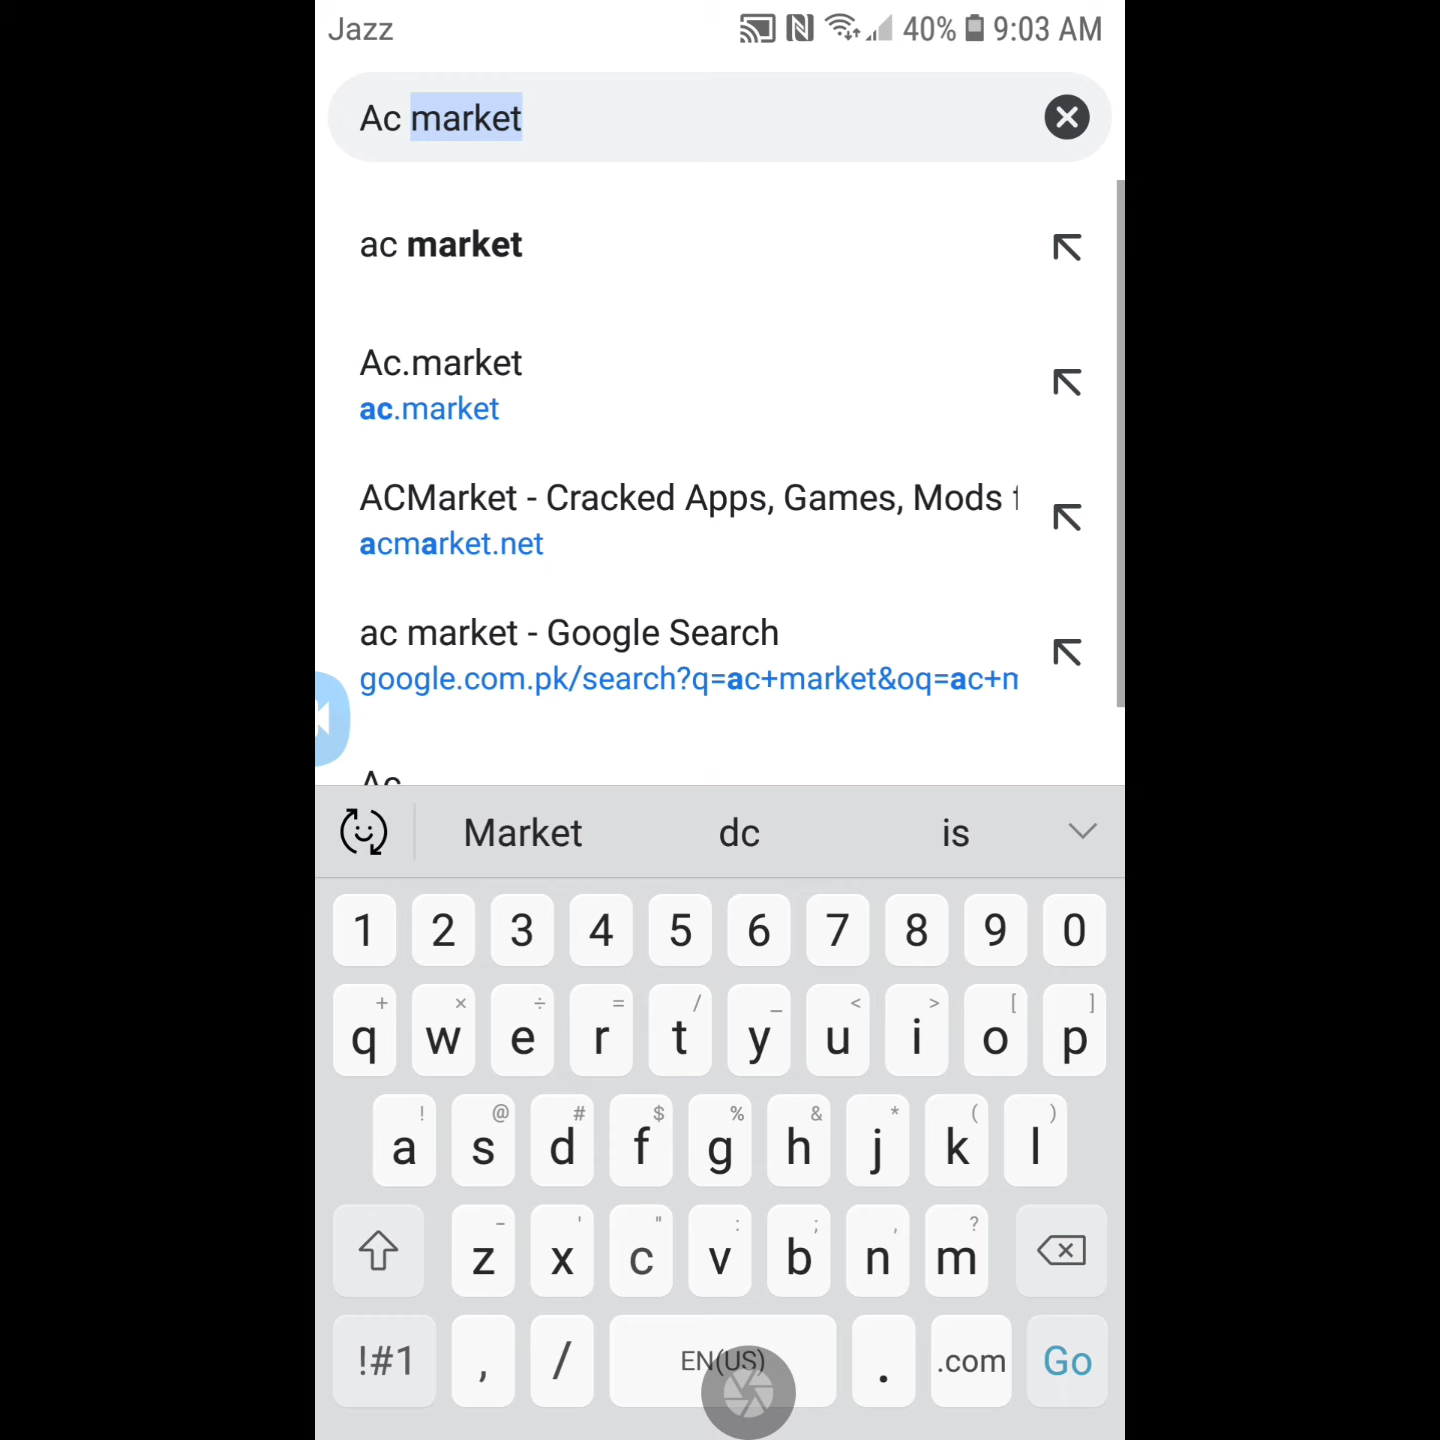 Jazz 40% 9:03 AM
Ac market
ac market
Ac.market
ac.market
ACMarket - Cracked Apps, Games, Mods f
acmarket.net
ac market - Google Search
google.com.pk/search?q=ac+market&oq=ac+m
Ac
Market dc is
1 2 3 4 5 6 7 8 9 0
+ × ÷ = / _ < > [ ]
q w e r t y u i o p
! @ # $ % & * ( )
a s d f g h j k l
- ' " : ; , ?
z x c v b n m
!#1 , / EN(US) . .com Go